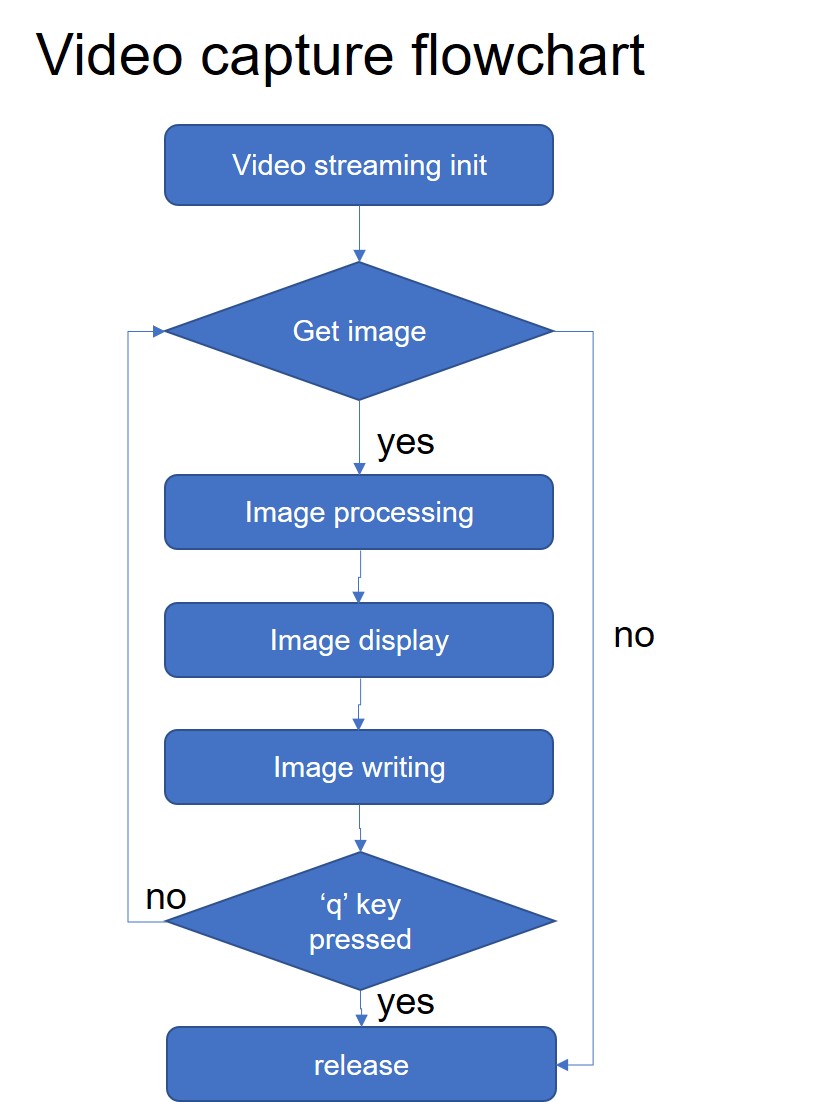 Video capture flowchart
Video streaming init
Get image
yes
Image processing
Image display
no
Image writing
no
‘q’ key
pressed
yes
release